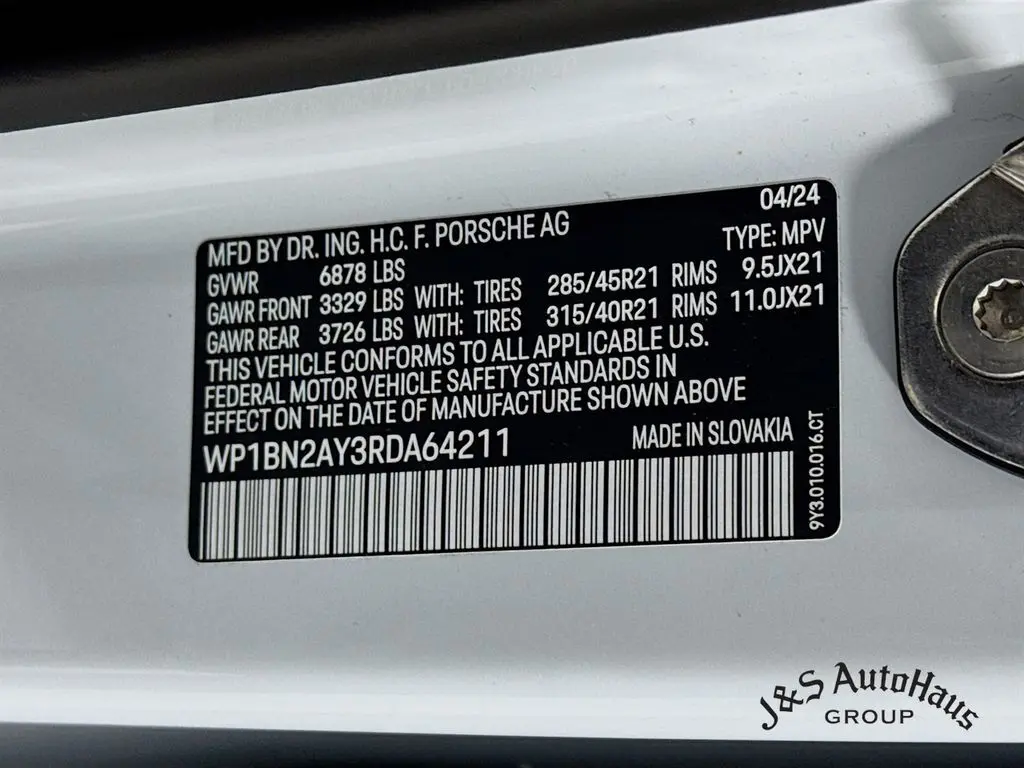 04/24
MFD BY DR. ING. H.C. F. PORSCHE AG
TYPE: MPV
GVWR 6878 LBS
GAWR FRONT 3329 LBS WITH: TIRES 285/45R21 RIMS 9.5JX21
GAWR REAR 3726 LBS WITH: TIRES 315/40R21 RIMS 11.0JX21
THIS VEHICLE CONFORMS TO ALL APPLICABLE U.S.
FEDERAL MOTOR VEHICLE SAFETY STANDARDS IN
EFFECT ON THE DATE OF MANUFACTURE SHOWN ABOVE
WP1BN2AY3RDA64211 MADE IN SLOVAKIA
9Y3.010.016.CT
J&S AutoHaus
GROUP